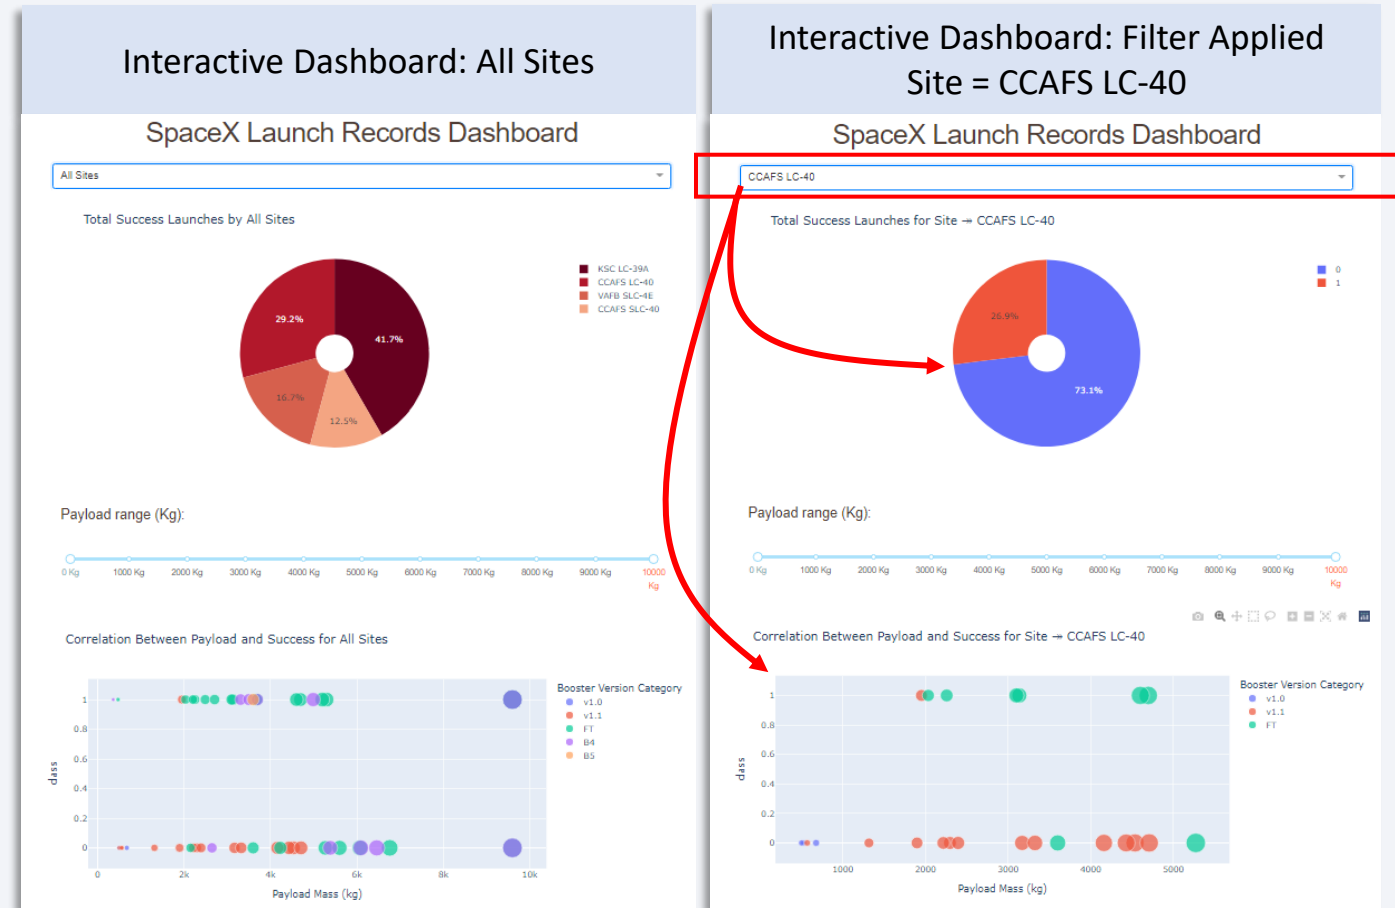 Interactive Dashboard: All Sites
SpaceX Launch Records Dashboard
All Sites
Total Success Launches by All Sites
KSC LC-39A
CCAFS LC-40
VAFB SLC-4E
CCAFS SLC-40
29.2%
41.7%
16.7%
12.5%
Payload range (Kg):
0 Kg 1000 Kg 2000 Kg 3000 Kg 4000 Kg 5000 Kg 6000 Kg 7000 Kg 8000 Kg 9000 Kg 10000
Kg
Correlation Between Payload and Success for All Sites
Booster Version Category
v1.0
v1.1
FT
B4
B5
1
0.8
0.6
0.4
0.2
0
class
0 2k 4k 6k 8k 10k
Payload Mass (kg)
Interactive Dashboard: Filter Applied
Site = CCAFS LC-40
SpaceX Launch Records Dashboard
CCAFS LC-40
Total Success Launches for Site → CCAFS LC-40
0
1
26.9%
73.1%
Payload range (Kg):
0 Kg 1000 Kg 2000 Kg 3000 Kg 4000 Kg 5000 Kg 6000 Kg 7000 Kg 8000 Kg 9000 Kg 10000
Kg
Correlation Between Payload and Success for Site → CCAFS LC-40
Booster Version Category
v1.0
v1.1
FT
1
0.8
0.6
0.4
0.2
0
class
1000 2000 3000 4000 5000
Payload Mass (kg)